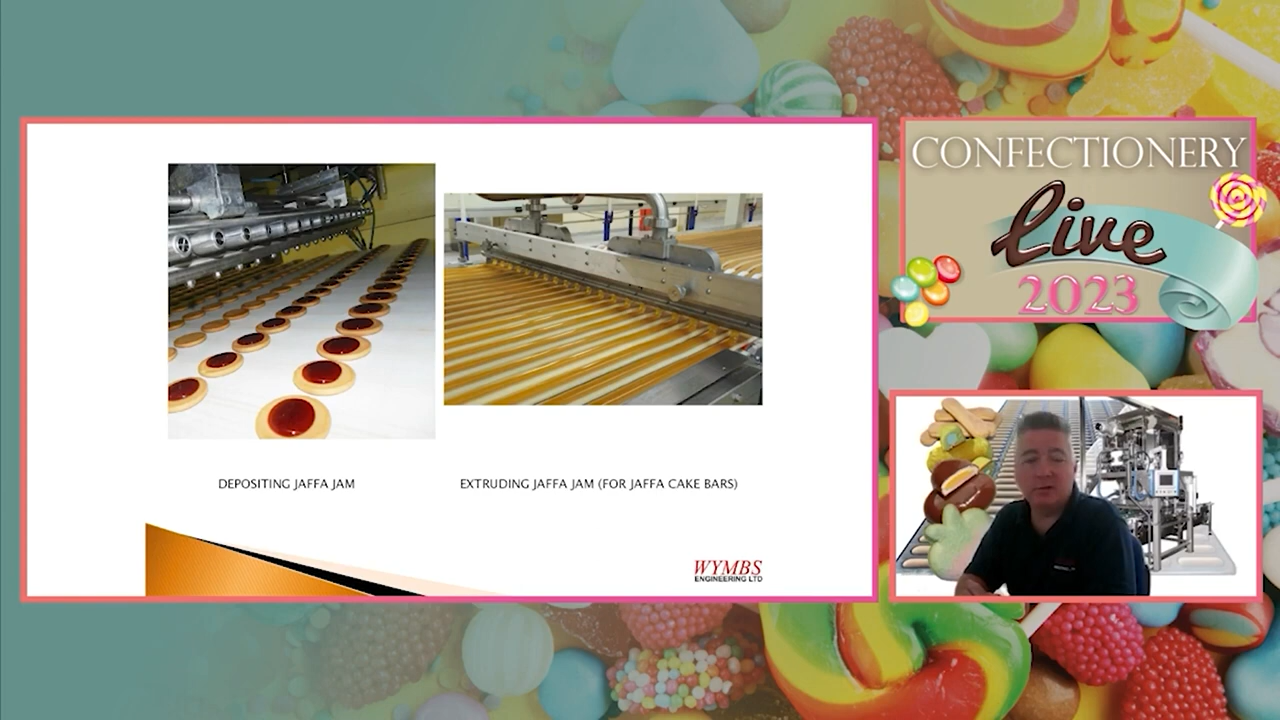 CONFECTIONERY
live
2023
DEPOSITING JAFFA JAM
EXTRUDING JAFFA JAM (FOR JAFFA CAKE BARS)
WYMBS
ENGINEERING LTD